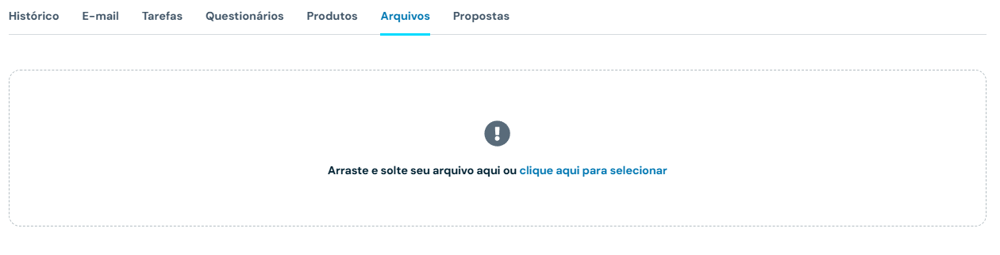 Histórico E-mail Tarefas Questionários Produtos Arquivos Propostas
Arraste e solte seu arquivo aqui ou clique aqui para selecionar